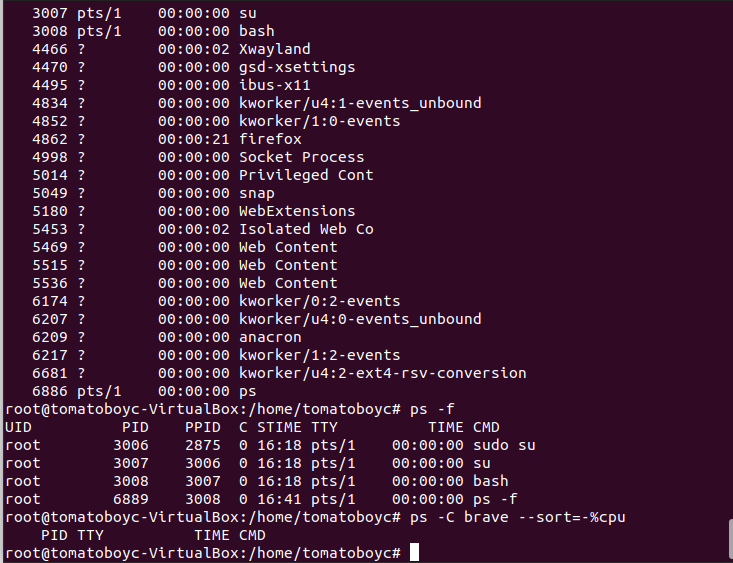 3007 pts/1    00:00:00 su
3008 pts/1    00:00:00 bash
4466 ?        00:00:02 Xwayland
4470 ?        00:00:00 gsd-xsettings
4495 ?        00:00:00 ibus-x11
4834 ?        00:00:00 kworker/u4:1-events_unbound
4852 ?        00:00:00 kworker/1:0-events
4862 ?        00:00:21 firefox
4998 ?        00:00:00 Socket Process
5014 ?        00:00:00 Privileged Cont
5049 ?        00:00:00 snap
5180 ?        00:00:00 WebExtensions
5453 ?        00:00:02 Isolated Web Co
5469 ?        00:00:00 Web Content
5515 ?        00:00:00 Web Content
5536 ?        00:00:00 Web Content
6174 ?        00:00:00 kworker/0:2-events
6207 ?        00:00:00 kworker/u4:0-events_unbound
6209 ?        00:00:00 anacron
6217 ?        00:00:00 kworker/1:2-events
6681 ?        00:00:00 kworker/u4:2-ext4-rsv-conversion
6886 pts/1    00:00:00 ps
root@tomatoboyc-VirtualBox:/home/tomatoboyc# ps -f
UID          PID    PPID  C STIME TTY          TIME CMD
root        3006    2875  0 16:18 pts/1    00:00:00 sudo su
root        3007    3006  0 16:18 pts/1    00:00:00 su
root        3008    3007  0 16:18 pts/1    00:00:00 bash
root        6889    3008  0 16:41 pts/1    00:00:00 ps -f
root@tomatoboyc-VirtualBox:/home/tomatoboyc# ps -C brave --sort=-%cpu
PID TTY          TIME CMD
root@tomatoboyc-VirtualBox:/home/tomatoboyc#